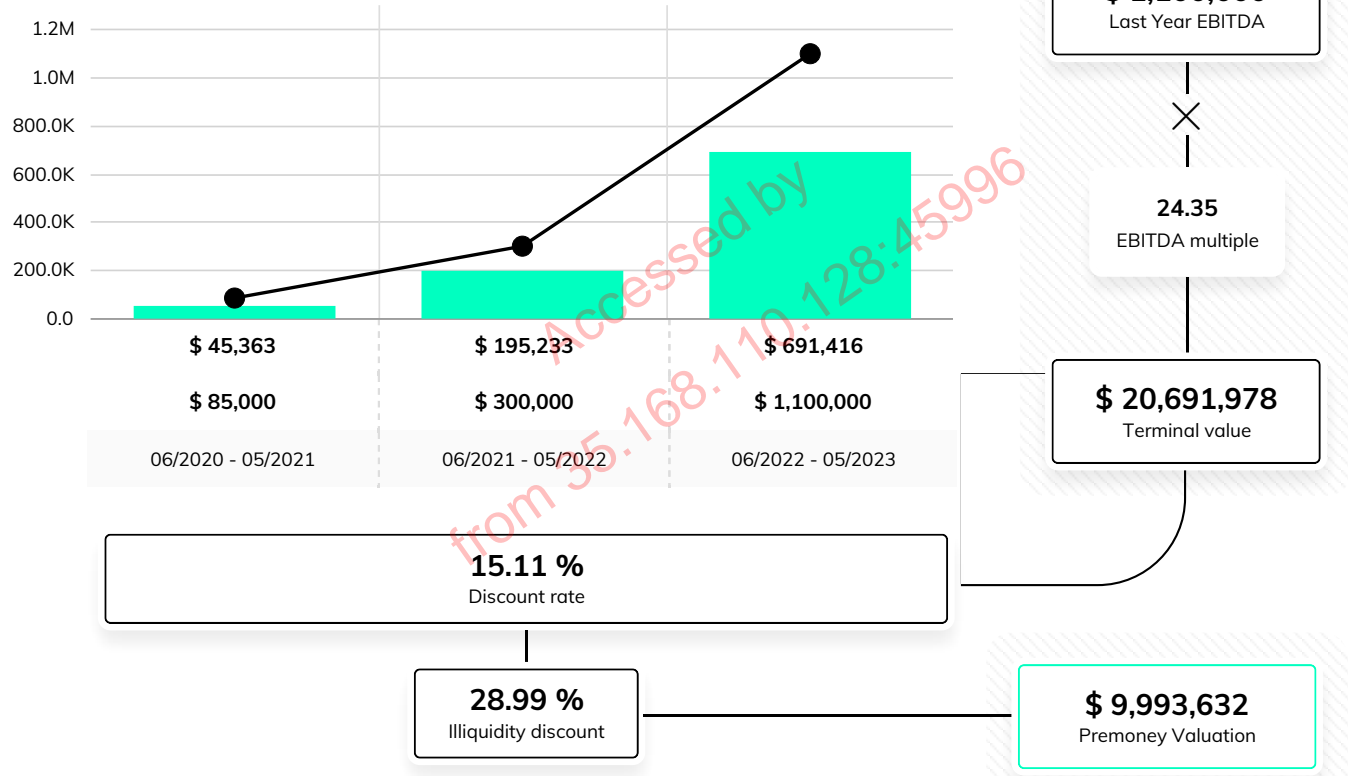 Last Year EBITDA
24.35
EBITDA multiple
$ 20,691,978
Terminal value
1.2M
1.0M
800.0K
600.0K
400.0K
200.0K
0.0
$ 45,363 $ 195,233 $ 691,416
$ 85,000 $ 300,000 $ 1,100,000
06/2020 - 05/2021 06/2021 - 05/2022 06/2022 - 05/2023
15.11 %
Discount rate
28.99 %
Illiquidity discount
$ 9,993,632
Premoney Valuation
Accessed by
from 35.168.110.128:45996